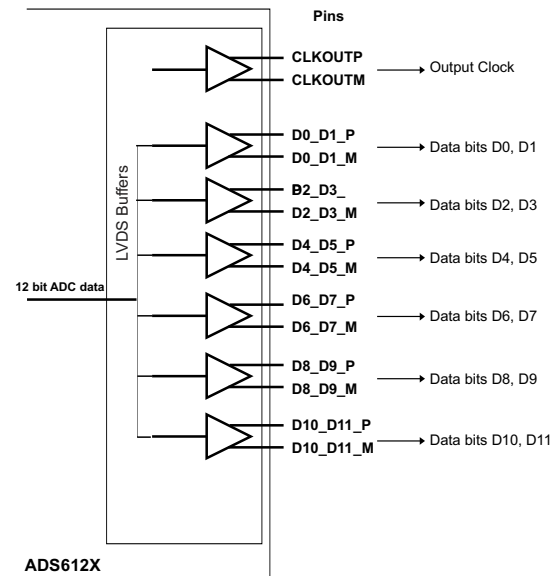 Pins
CLKOUTP
CLKOUTM
Output Clock
D0_D1_P
D0_D1_M
Data bits D0, D1
LVDS Buffers
D2_D3_
D2_D3_M
Data bits D2, D3
D4_D5_P
D4_D5_M
Data bits D4, D5
12 bit ADC data
D6_D7_P
D6_D7_M
Data bits D6, D7
D8_D9_P
D8_D9_M
Data bits D8, D9
D10_D11_P
D10_D11_M
Data bits D10, D11
ADS612X